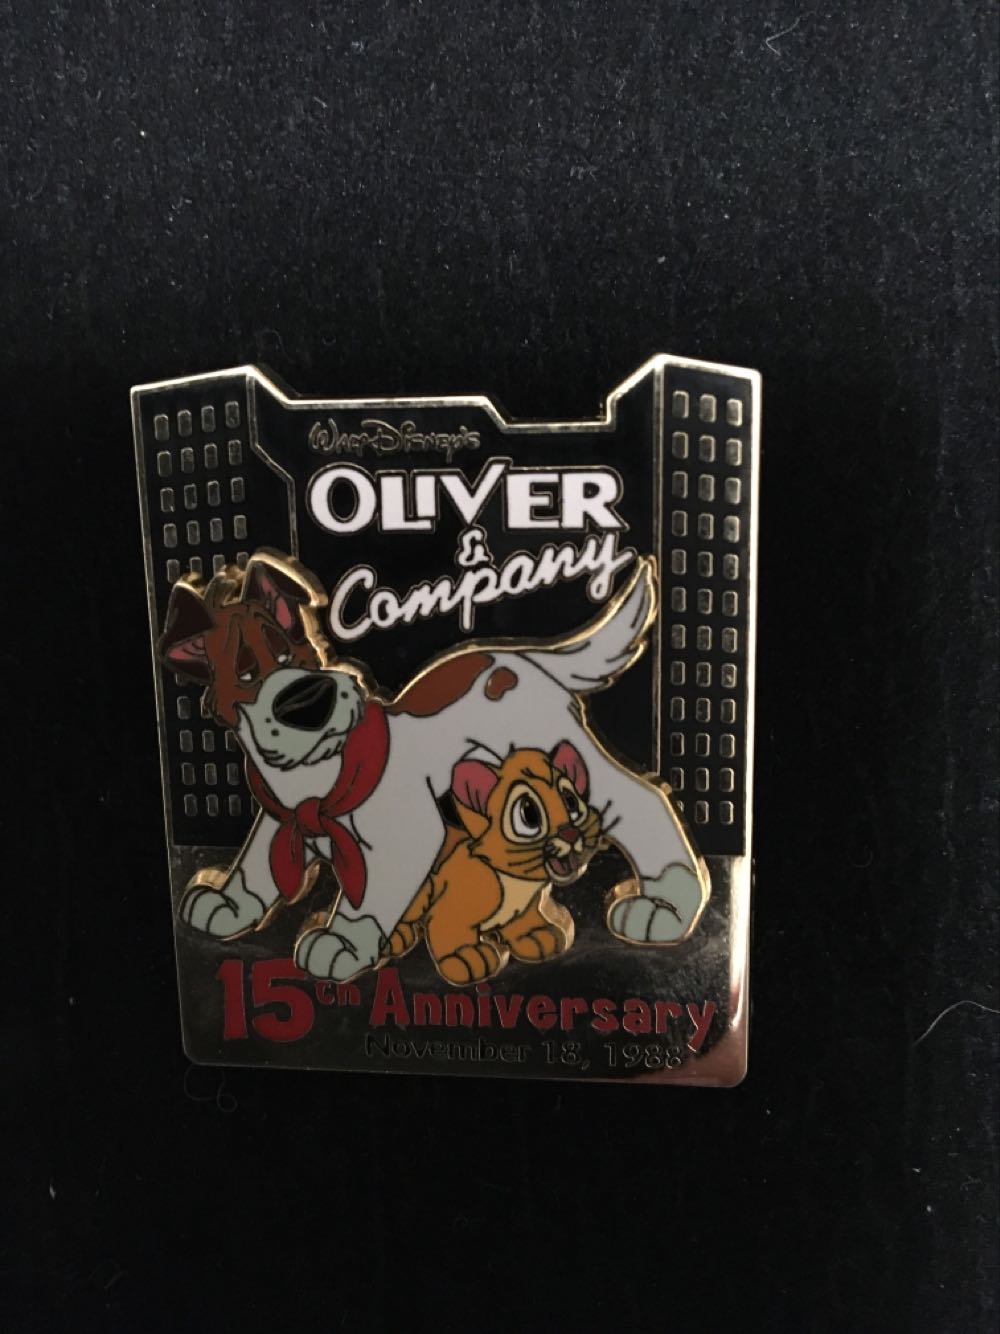 Walt Disney's
OLIVER
&
Company
15th Anniversary
November 18, 1988